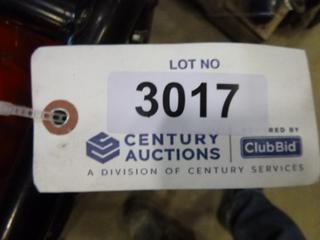 LOT NO
3017
RED BY
CENTURY
AUCTIONS
ClubBid
A DIVISION OF CENTURY SERVICES